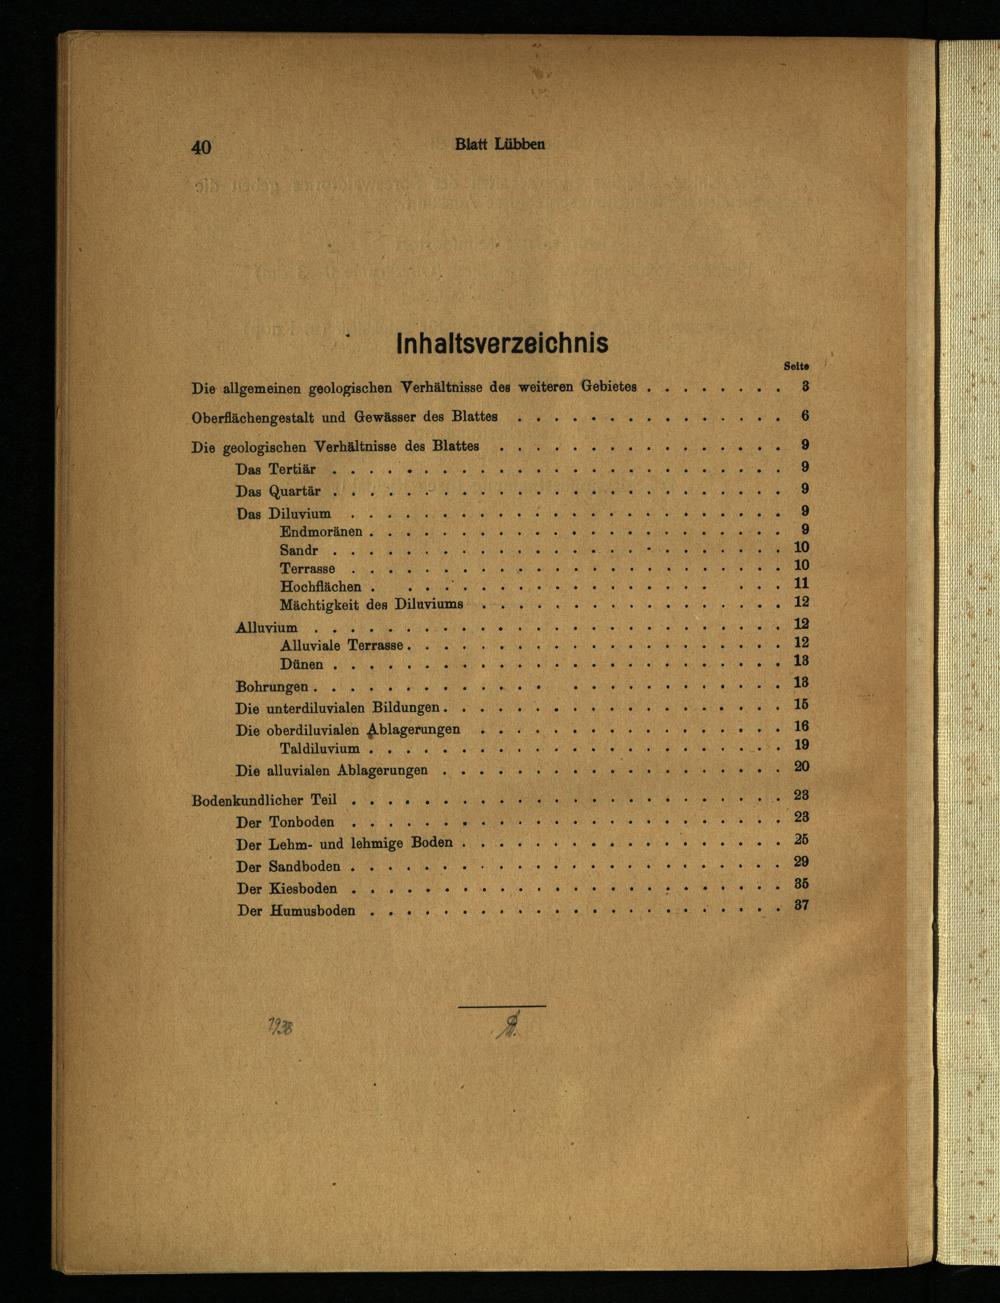 40
Blatt Lübben
Inhaltsverzeichnis
Seite
Die allgemeinen geologischen Verhältnisse des weiteren Gebietes . . . . . . . . 3
Oberflächengestalt und Gewässer des Blattes . . . . . . . . . . . . . . . 6
Die geologischen Verhältnisse des Blattes . . . . . . . . . . . . . . . . 9
Das Tertiär . . . . . . . . . . . . . . . . . . . . . . . . . 9
Das Quartär . . . . . . . . . . . . . . . . . . . . . . . . . 9
Das Diluvium . . . . . . . . . . . . . . . . . . . . . . . . 9
Endmoränen . . . . . . . . . . . . . . . . . . . . . . . 9
Sandr . . . . . . . . . . . . . . . . . . . . . . . . . 10
Terrasse . . . . . . . . . . . . . . . . . . . . . . . . 10
Hochflächen . . . . . . . . . . . . . . . . . . . . . 11
Mächtigkeit des Diluviums . . . . . . . . . . . . . . . . . 12
Alluvium . . . . . . . . . . . . . . . . . . . . . . . . . . 12
Alluviale Terrasse . . . . . . . . . . . . . . . . . . . . . 12
Dünen . . . . . . . . . . . . . . . . . . . . . . . . . 13
Bohrungen . . . . . . . . . . . . . . . . . . . . . . . . . 13
Die unterdiluvialen Bildungen . . . . . . . . . . . . . . . . . . . 15
Die oberdiluvialen Ablagerungen . . . . . . . . . . . . . . . . . 16
Taldiluvium . . . . . . . . . . . . . . . . . . . . . . . 19
Die alluvialen Ablagerungen . . . . . . . . . . . . . . . . . . . 20
Bodenkundlicher Teil . . . . . . . . . . . . . . . . . . . . . . . . 23
Der Tonboden . . . . . . . . . . . . . . . . . . . . . . . . 23
Der Lehm- und lehmige Boden . . . . . . . . . . . . . . . . . . 25
Der Sandboden . . . . . . . . . . . . . . . . . . . . . . . . 29
Der Kiesboden . . . . . . . . . . . . . . . . . . . . . . . . 35
Der Humusboden . . . . . . . . . . . . . . . . . . . . . . . 37
1938